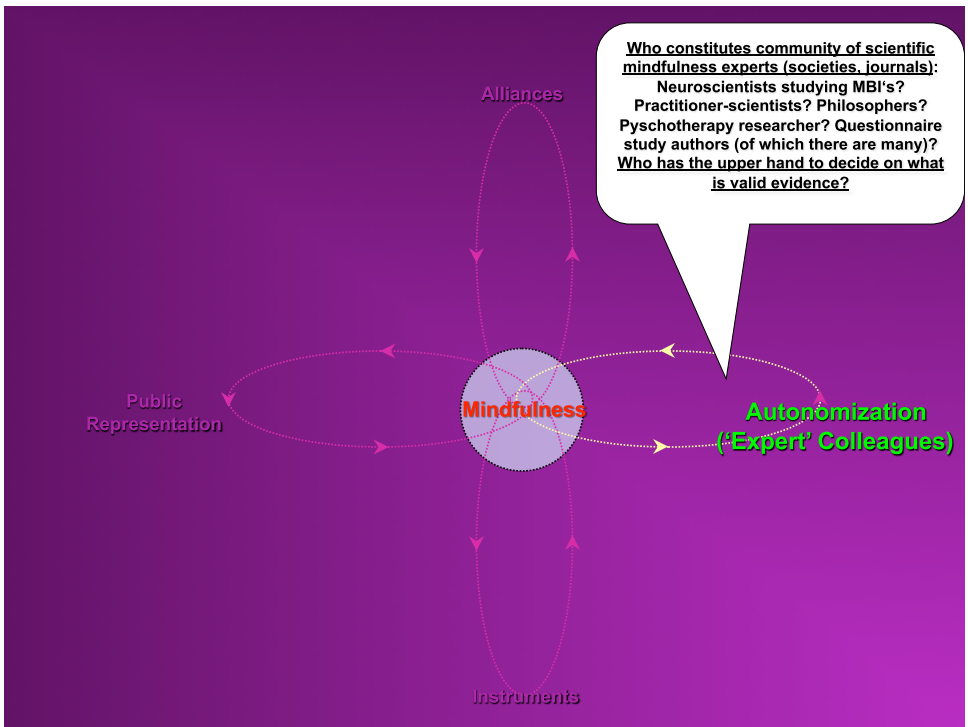 Who constitutes community of scientific
mindfulness experts (societies, journals):
Neuroscientists studying MBI‘s?
Practitioner-scientists? Philosophers?
Pyschotherapy researcher? Questionnaire
study authors (of which there are many)?
Who has the upper hand to decide on what
is valid evidence?
Alliances
Public
Representation
Mindfulness
Autonomization
(‘Expert’ Colleagues)
Instruments